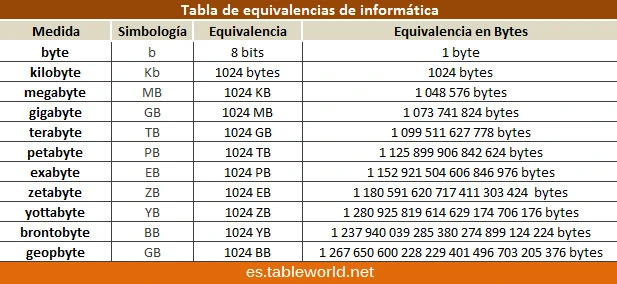 Tabla de equivalencias de informática
Medida Simbología Equivalencia Equivalencia en Bytes
byte b 8 bits 1 byte
kilobyte Kb 1024 bytes 1024 bytes
megabyte MB 1024 KB 1 048 576 bytes
gigabyte GB 1024 MB 1 073 741 824 bytes
terabyte TB 1024 GB 1 099 511 627 778 bytes
petabyte PB 1024 TB 1 125 899 906 842 624 bytes
exabyte EB 1024 PB 1 152 921 504 606 846 976 bytes
zetabyte ZB 1024 EB 1 180 591 620 717 411 303 424 bytes
yottabyte YB 1024 ZB 1 280 925 819 614 629 174 706 176 bytes
brontobyte BB 1024 YB 1 237 940 039 285 380 274 899 124 224 bytes
geopbyte GB 1024 BB 1 267 650 600 228 229 401 496 703 205 376 bytes
es.tableworld.net